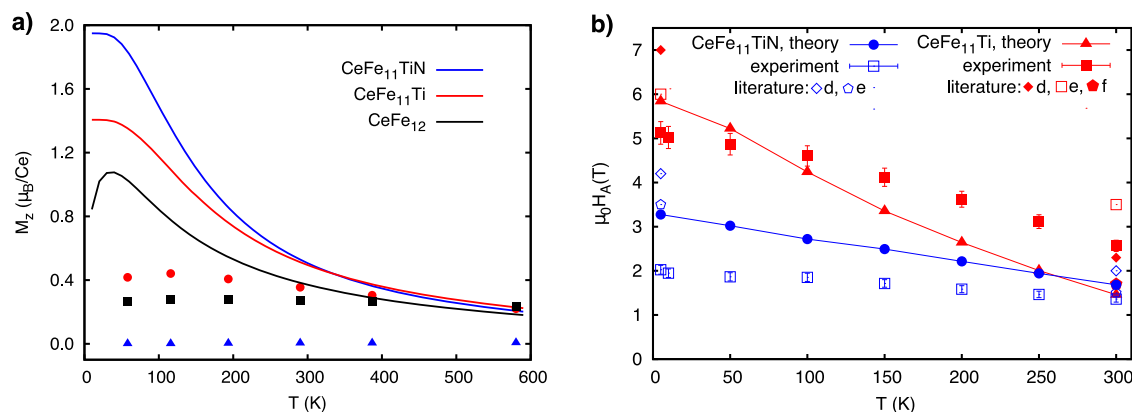 a)
2.0
1.6
1.2
0.8
0.4
0.0
M_z (μ_B/Ce)
CeFe₁₁TiN
CeFe₁₁Ti
CeFe₁₂
0 100 200 300 400 500 600
T (K)
b)
7
6
5
4
3
2
1
0
μ₀H_A(T)
CeFe₁₁TiN, theory
experiment
literature: d, e
CeFe₁₁Ti, theory
experiment
literature: d, e, f
0 50 100 150 200 250 300
T (K)